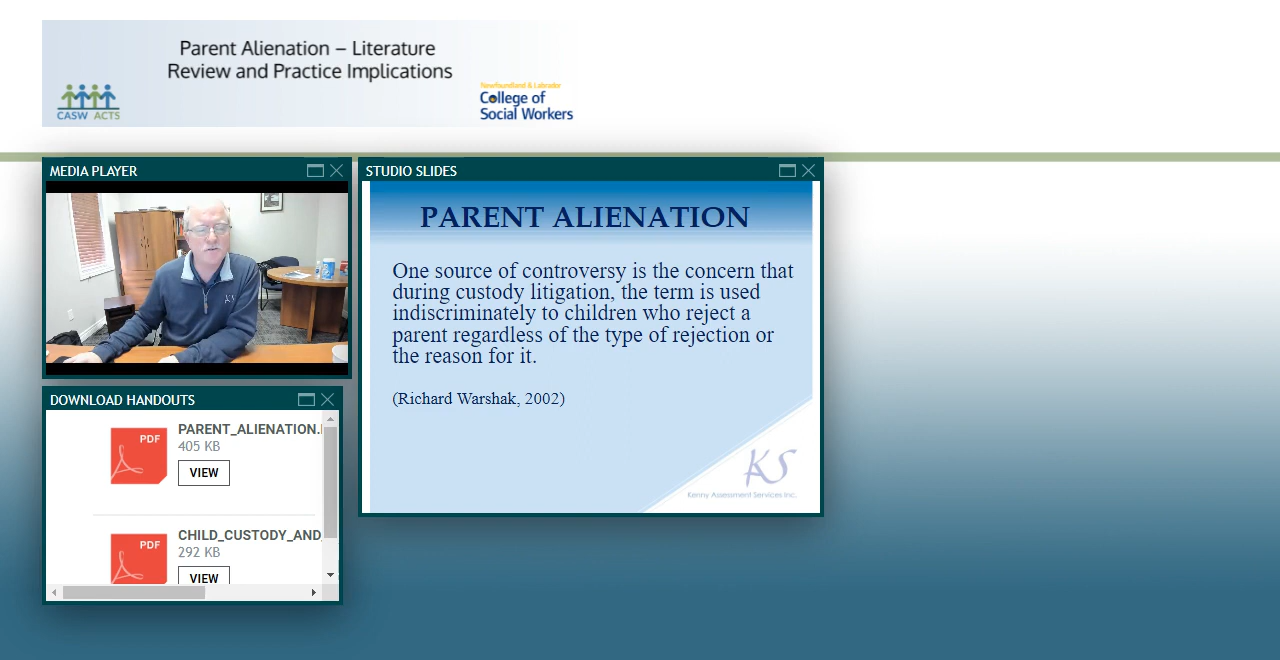 Parent Alienation – Literature
Review and Practice Implications
CASW ACTS
Newfoundland & Labrador
College of
Social Workers
MEDIA PLAYER
KS
STUDIO SLIDES
PARENT ALIENATION
One source of controversy is the concern that
during custody litigation, the term is used
indiscriminately to children who reject a
parent regardless of the type of rejection or
the reason for it.
(Richard Warshak, 2002)
KS
Kenny Assessment Services Inc.
DOWNLOAD HANDOUTS
PDF
PARENT_ALIENATION.
405 KB
VIEW
PDF
CHILD_CUSTODY_AND_
292 KB
VIEW